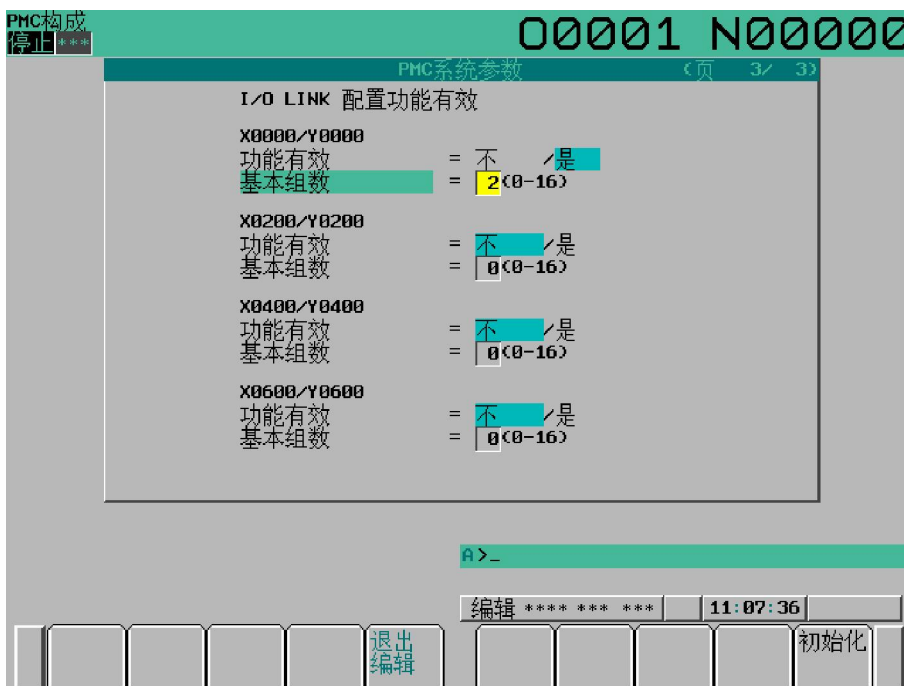 PMC构成
O0001 N00000
停止 ***
PMC系统参数 (页 3/ 3)
I/O LINK 配置功能有效
X0000/Y0000
功能有效 = 不 /是
基本组数 = 2(0-16)
X0200/Y0200
功能有效 = 不 /是
基本组数 = 0(0-16)
X0400/Y0400
功能有效 = 不 /是
基本组数 = 0(0-16)
X0600/Y0600
功能有效 = 不 /是
基本组数 = 0(0-16)
A>_
编辑 **** *** *** 11:07:36
退出
编辑
初始化